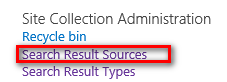 Site Collection Administration
Recycle bin
Search Result Sources
Search Result Types